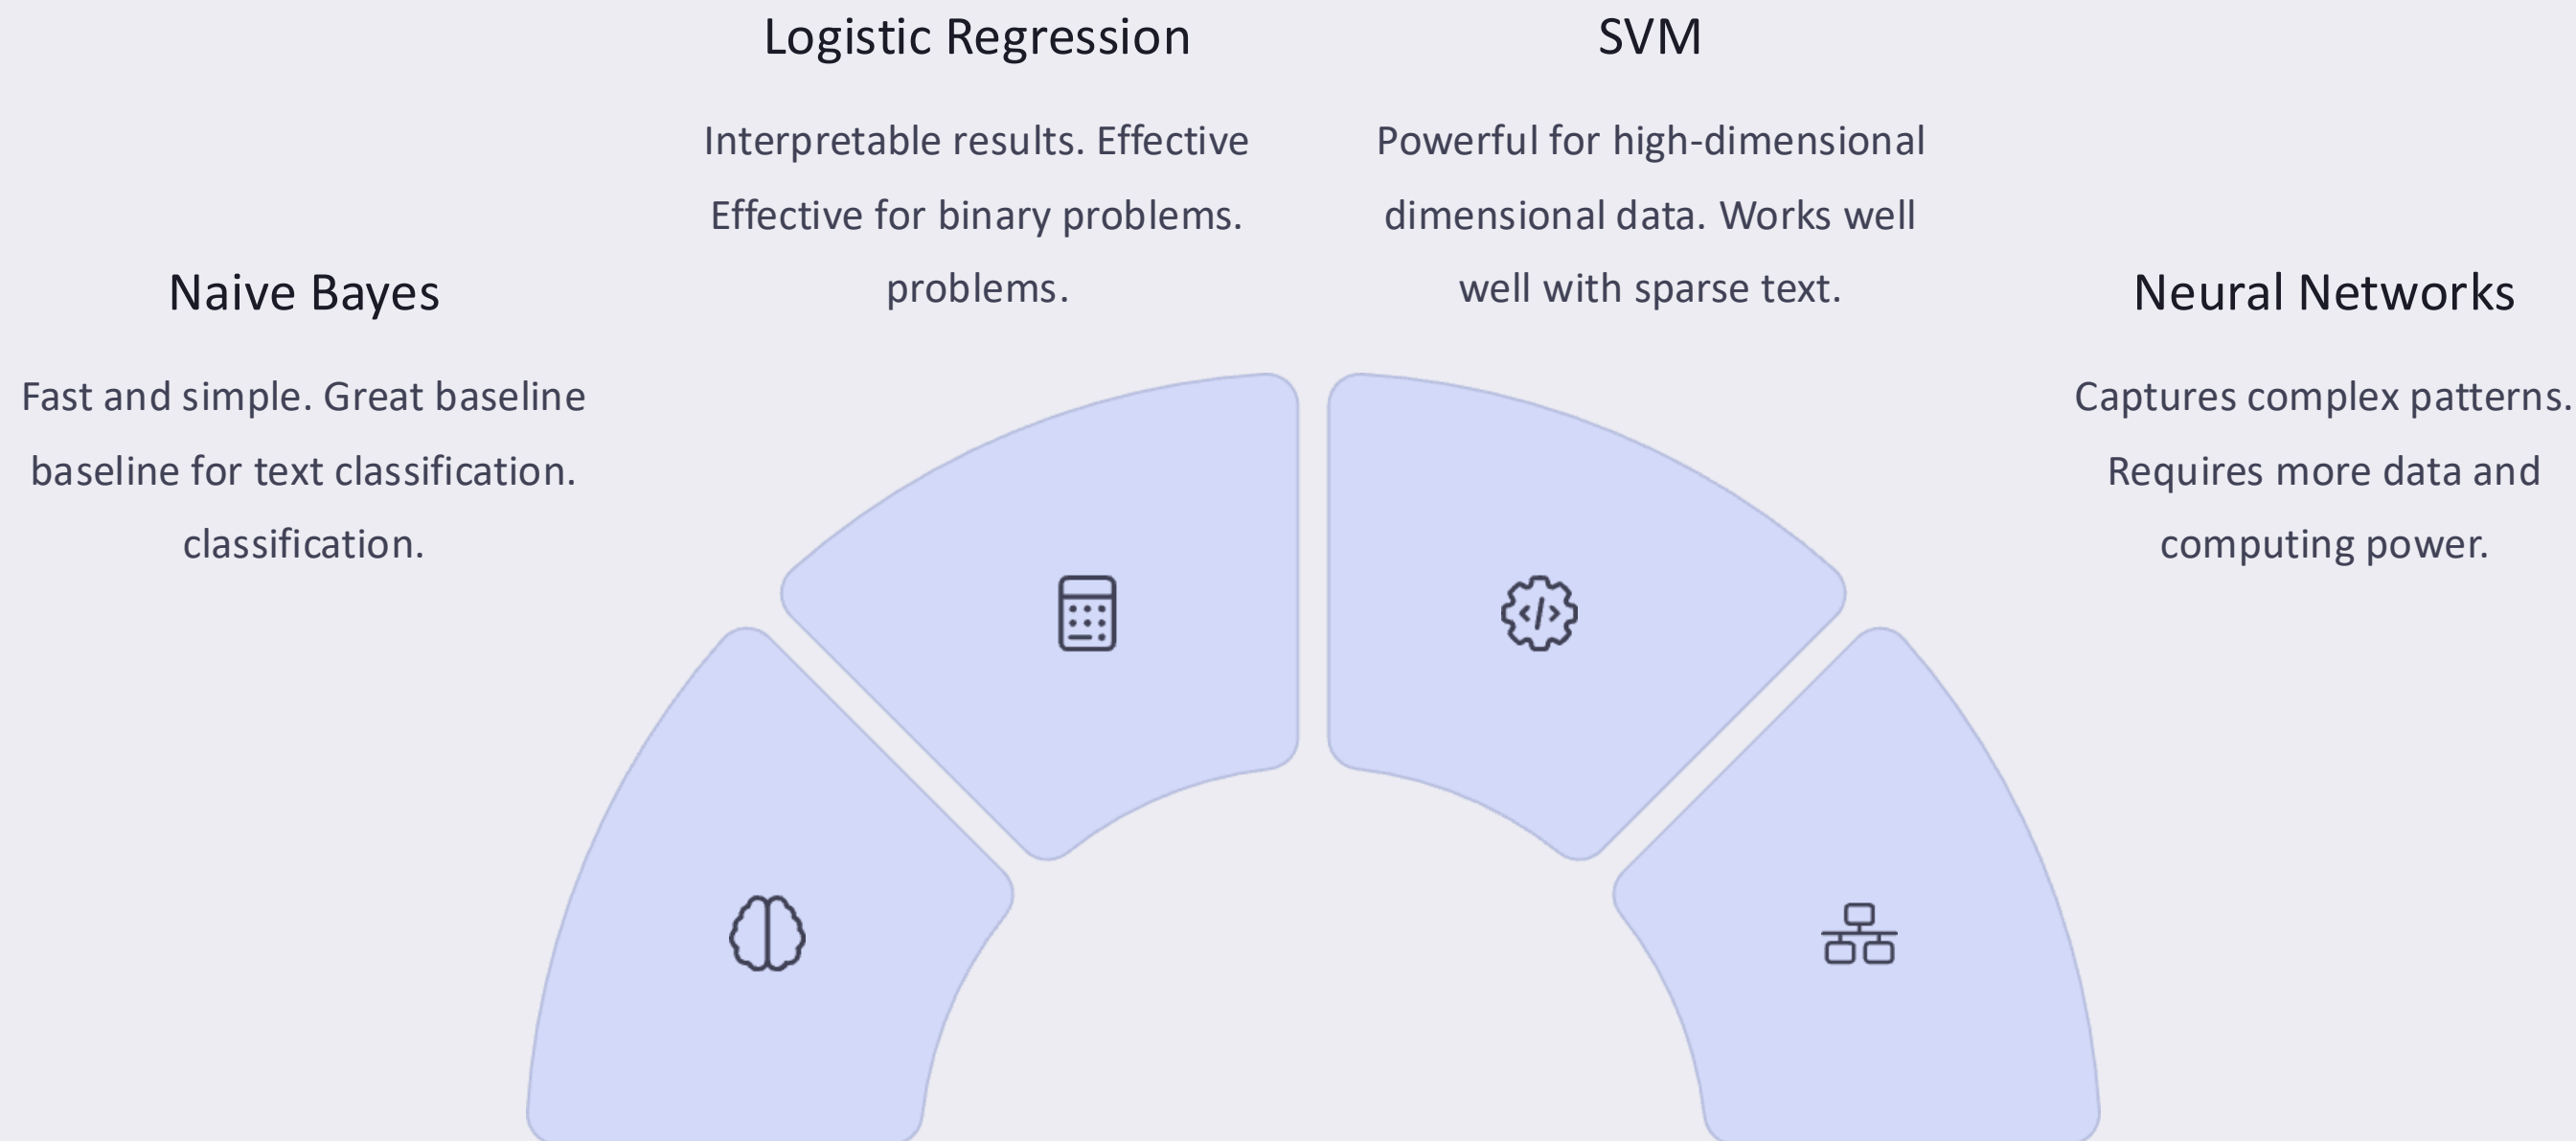 Naive Bayes
Fast and simple. Great baseline
baseline for text classification.
classification.
Logistic Regression
Interpretable results. Effective
Effective for binary problems.
problems.
SVM
Powerful for high-dimensional
dimensional data. Works well
well with sparse text.
Neural Networks
Captures complex patterns.
Requires more data and
computing power.